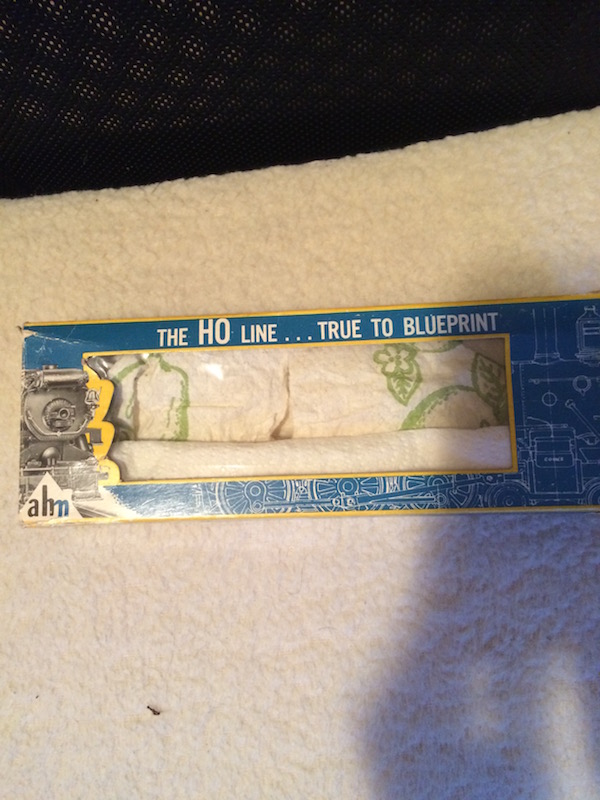 THE HO LINE ... TRUE TO BLUEPRINT
ahm